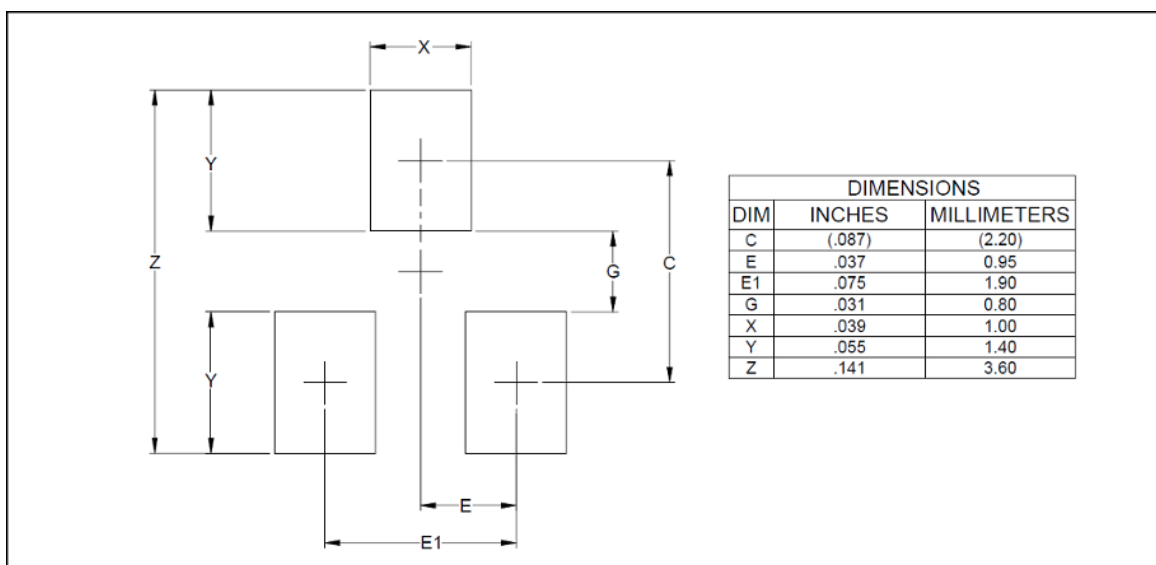 X
Y
Z
G
C
Y
E
E1
DIMENSIONS
DIM INCHES MILLIMETERS
C (.087) (2.20)
E .037 0.95
E1 .075 1.90
G .031 0.80
X .039 1.00
Y .055 1.40
Z .141 3.60